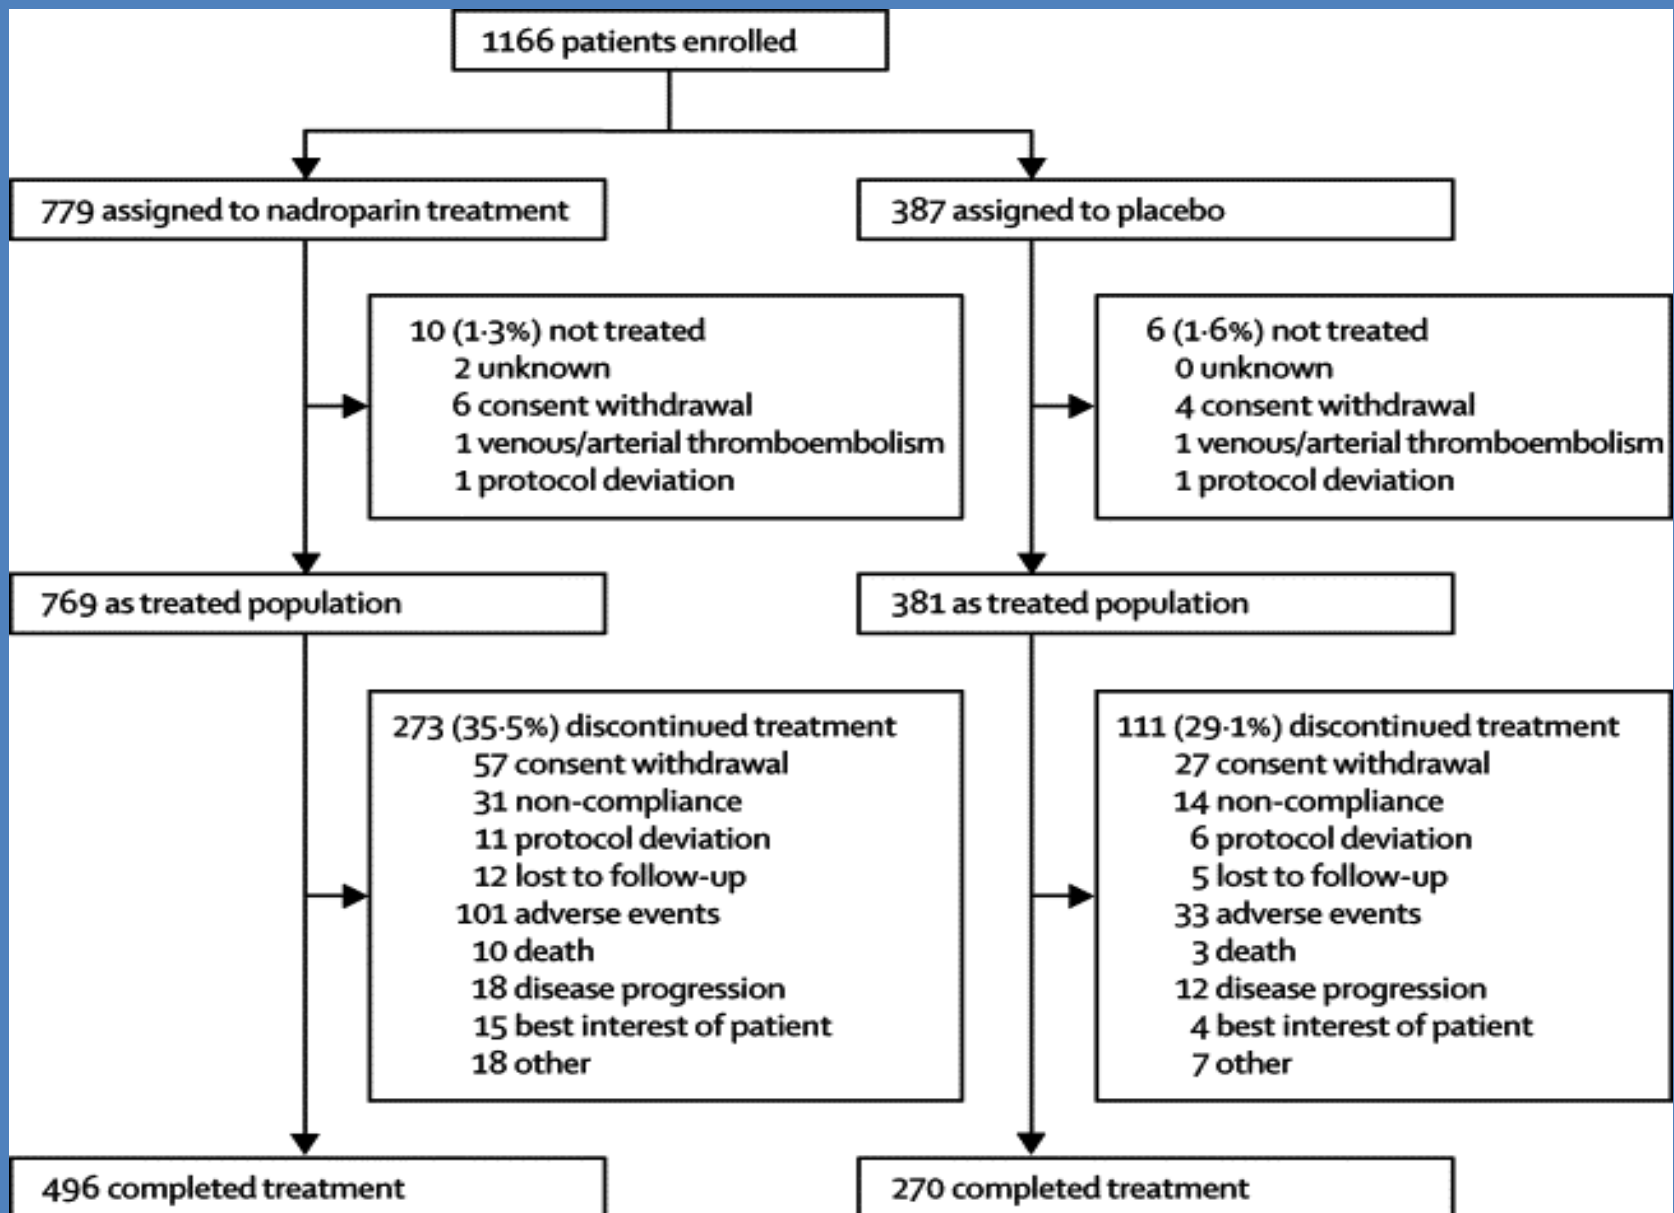 1166 patients enrolled
779 assigned to nadroparin treatment
387 assigned to placebo
10 (1·3%) not treated
2 unknown
6 consent withdrawal
1 venous/arterial thromboembolism
1 protocol deviation
6 (1·6%) not treated
0 unknown
4 consent withdrawal
1 venous/arterial thromboembolism
1 protocol deviation
769 as treated population
381 as treated population
273 (35·5%) discontinued treatment
57 consent withdrawal
31 non-compliance
11 protocol deviation
12 lost to follow-up
101 adverse events
10 death
18 disease progression
15 best interest of patient
18 other
111 (29·1%) discontinued treatment
27 consent withdrawal
14 non-compliance
6 protocol deviation
5 lost to follow-up
33 adverse events
3 death
12 disease progression
4 best interest of patient
7 other
496 completed treatment
270 completed treatment